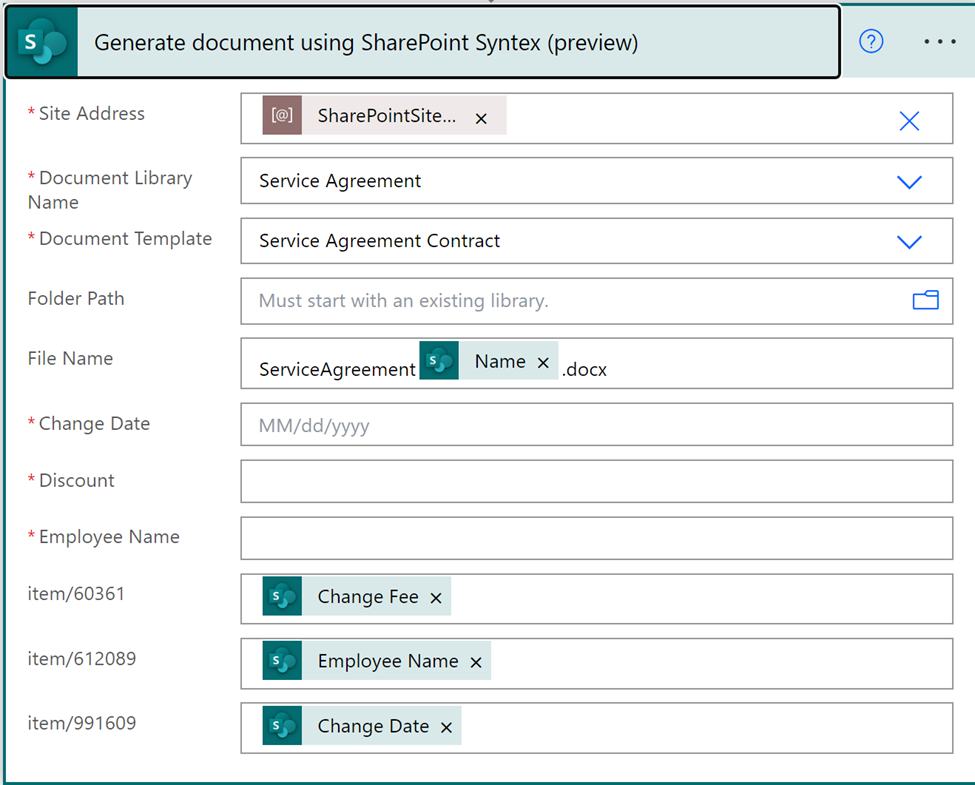 S
Generate document using SharePoint Syntex (preview)
?
* Site Address
[@] SharePointSite... ×
* Document Library
Name
Service Agreement
* Document Template
Service Agreement Contract
Folder Path
Must start with an existing library.
File Name
ServiceAgreement S Name × .docx
* Change Date
MM/dd/yyyy
* Discount
* Employee Name
item/60361
S Change Fee ×
item/612089
S Employee Name ×
item/991609
S Change Date ×